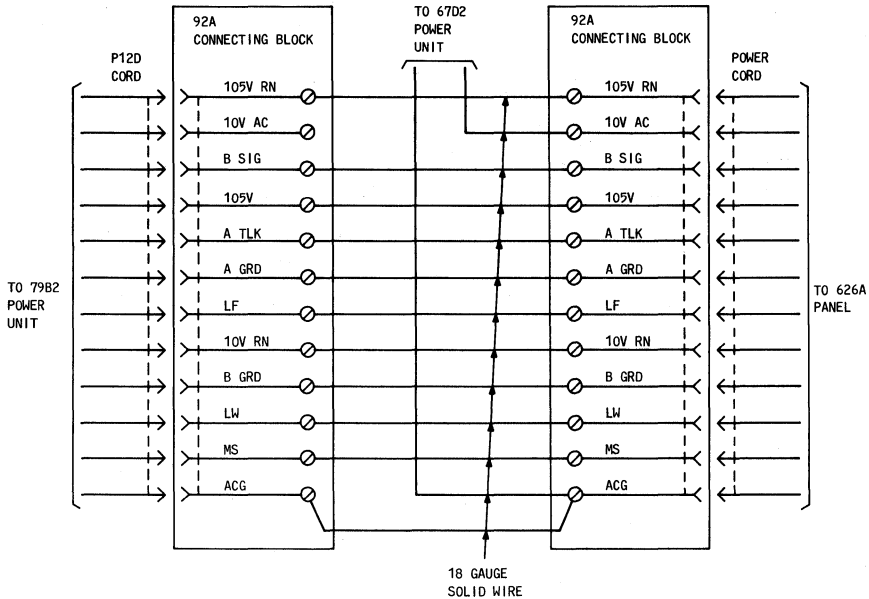 92A
CONNECTING BLOCK
TO 67D2
POWER
UNIT
92A
CONNECTING BLOCK
P12D
CORD
POWER
CORD
105V RN
105V RN
10V AC
10V AC
B SIG
B SIG
105V
105V
A TLK
A TLK
A GRD
A GRD
TO 79B2
POWER
UNIT
LF
LF
TO 626A
PANEL
10V RN
10V RN
B GRD
B GRD
LW
LW
MS
MS
ACG
ACG
18 GAUGE
SOLID WIRE